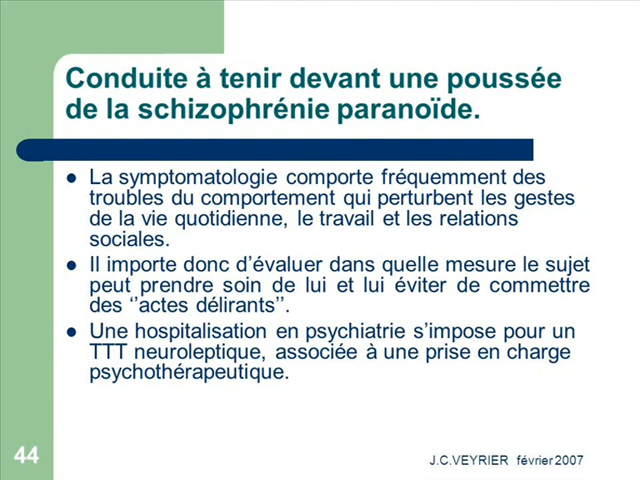 Conduite à tenir devant une poussée
de la schizophrénie paranoïde.
La symptomatologie comporte fréquemment des
troubles du comportement qui perturbent les gestes
de la vie quotidienne, le travail et les relations
sociales.
Il importe donc d’évaluer dans quelle mesure le sujet
peut prendre soin de lui et lui éviter de commettre
des ‘’actes délirants’’.
Une hospitalisation en psychiatrie s’impose pour un
TTT neuroleptique, associée à une prise en charge
psychothérapeutique.
44
J.C.VEYRIER février 2007